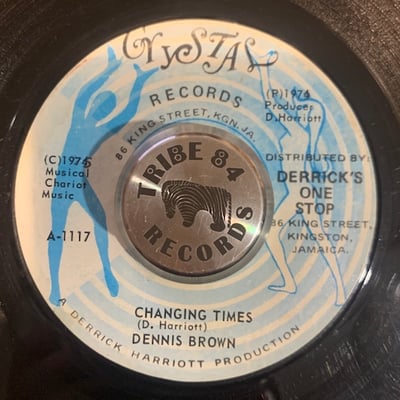 CRYSTAL
RECORDS
86 KING STREET, KGN.JA.
(P)1974
Producer
D.Harriott
(C)1975
Musical
Chariot
Music
A-1117
TRIBE 84
RECORDS
DISTRIBUTED BY:
DERRICK'S
ONE
STOP
86 KING STREET,
KINGSTON,
JAMAICA.
CHANGING TIMES
(D. Harriott)
DENNIS BROWN
A DERRICK HARRIOTT PRODUCTION